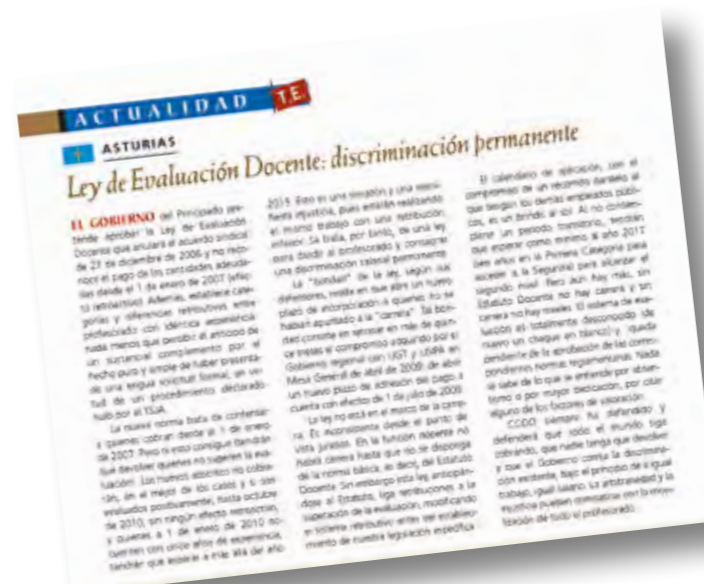 ACTUALIDAD T.E.
ASTURIAS
Ley de Evaluación Docente: discriminación permanente
EL GOBIERNO del Principado pre-
tende aprobar la Ley de Evaluación
Docente que anulará el acuerdo sindical
de 27 de diciembre de 2006 y no
el pago de las cantidades adeuda-
das desde el 1 de enero de 2007
retroactivos. Además, establece cate-
gorías y diferencias retributivas entre
profesorado con idéntica experiencia,
nada menos que percibir el anticipo de
un sustancial complemento por el
hecho puro y simple de haber presenta-
do una singular solicitud formal, en vir-
tud de un procedimiento declarado
nulo por el TSJA.
La nueva norma trata de contentar
a quienes cobran desde el 1 de enero
de 2007. Pero ni esto consigue
que devolver quienes no superen la eva-
luación. Los nuevos adscritos no cobra-
rán, en el mejor de los casos y si son
evaluados positivamente, hasta octubre
de 2010, sin ningún efecto retroactivo,
y quienes a 1 de enero de 2010 no
cuenten con once años de experiencia,
tendrán que esperar a más allá del año
2011. Esto es una sinrazón y una mani-
fiesta injusticia, pues están realizando
el mismo trabajo con una retribución
inferior. Se trata, por tanto, de una ley
para dividir al profesorado y consagrar
una discriminación salarial permanente.
La "bondad" de la ley, según sus
defensores, reside en que abre un nuevo
plazo de incorporación a quienes no se
habían apuntado a la "carrera". Tal bon-
dad consiste en retrasar en más de quin-
ce meses el compromiso adquirido por el
Gobierno regional con UGT y USIPA en
Mesa General de abril de 2009: de abrir
un nuevo plazo de adhesión del pago a
cuenta con efectos de 1 de julio de 2009.
La ley no está en el marco de la carre-
ra. Es inconsistente desde el punto de
vista jurídico. En la función docente no
habrá carrera hasta que no se disponga
de la norma básica, es decir, del Estatuto
Docente. Sin embargo esta ley, anticipán-
dose al Estatuto, liga retribuciones a la
superación de la evaluación, modificando
el sistema retributivo antes del estableci-
miento de nuestra legislación específica.
El calendario de aplicación, con el
compromiso de un recorrido paralelo al
que tengan los demás empleados públi-
cos, es un brindis al sol. Al no contem-
plarse un periodo transitorio, tendrán
que esperar como mínimo al año 2017
(seis años en la Primera Categoría para
acceder a la Segunda) para alcanzar el
segundo nivel. Pero aún hay más, sin
Estatuto Docente no hay carrera y sin
carrera no hay niveles. El sistema de eva-
luación es totalmente desconocido (de
nuevo un cheque en blanco) y queda
pendiente de la aprobación de las corres-
pondientes normas reglamentarias. Nada
se sabe de lo que se entiende por
o por mayor dedicación, por citar
alguno de los factores de valoración.
CCOO siempre ha defendido y
defenderá que todo el mundo siga
cobrando, que nadie tenga que devolver
y que el Gobierno corrija la discrimina-
ción existente, bajo el principio de a igual
trabajo, igual salario. La arbitrariedad y la
injusticia pueden con la movi-
lización de todo el profesorado.